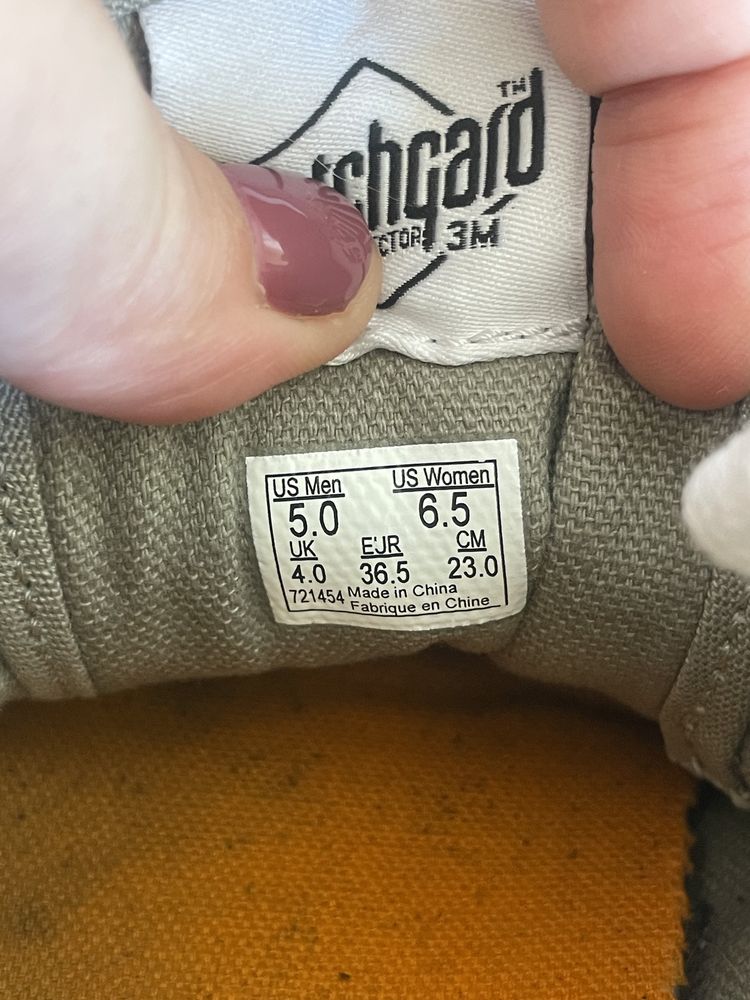 TM
3M
US Men US Women
5.0 6.5
UK EUR CM
4.0 36.5 23.0
721454 Made in China
Fabrique en Chine